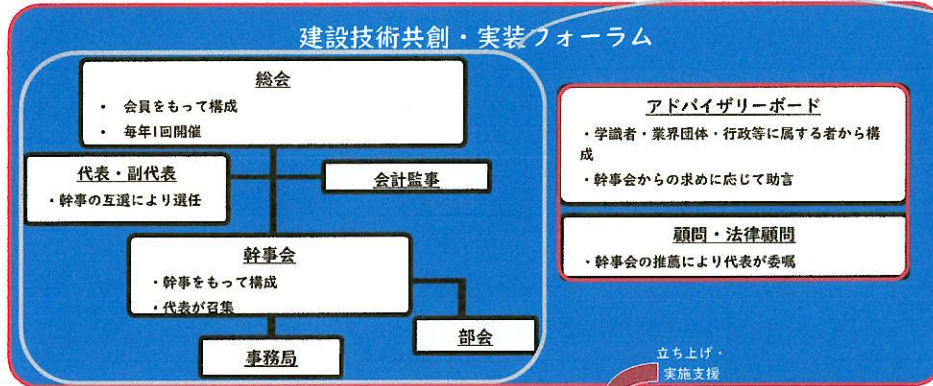 建設技術共創・実装フォーラム
総会
・ 会員をもって構成
・ 毎年1回開催
代表・副代表
・幹事の互選により選任
会計監事
幹事会
・幹事をもって構成
・代表が召集
部会
事務局
アドバイザリーボード
・学識者・業界団体・行政等に属する者から構
成
・幹事会からの求めに応じて助言
顧問・法律顧問
・幹事会の推薦により代表が委嘱
立ち上げ・
実施支援